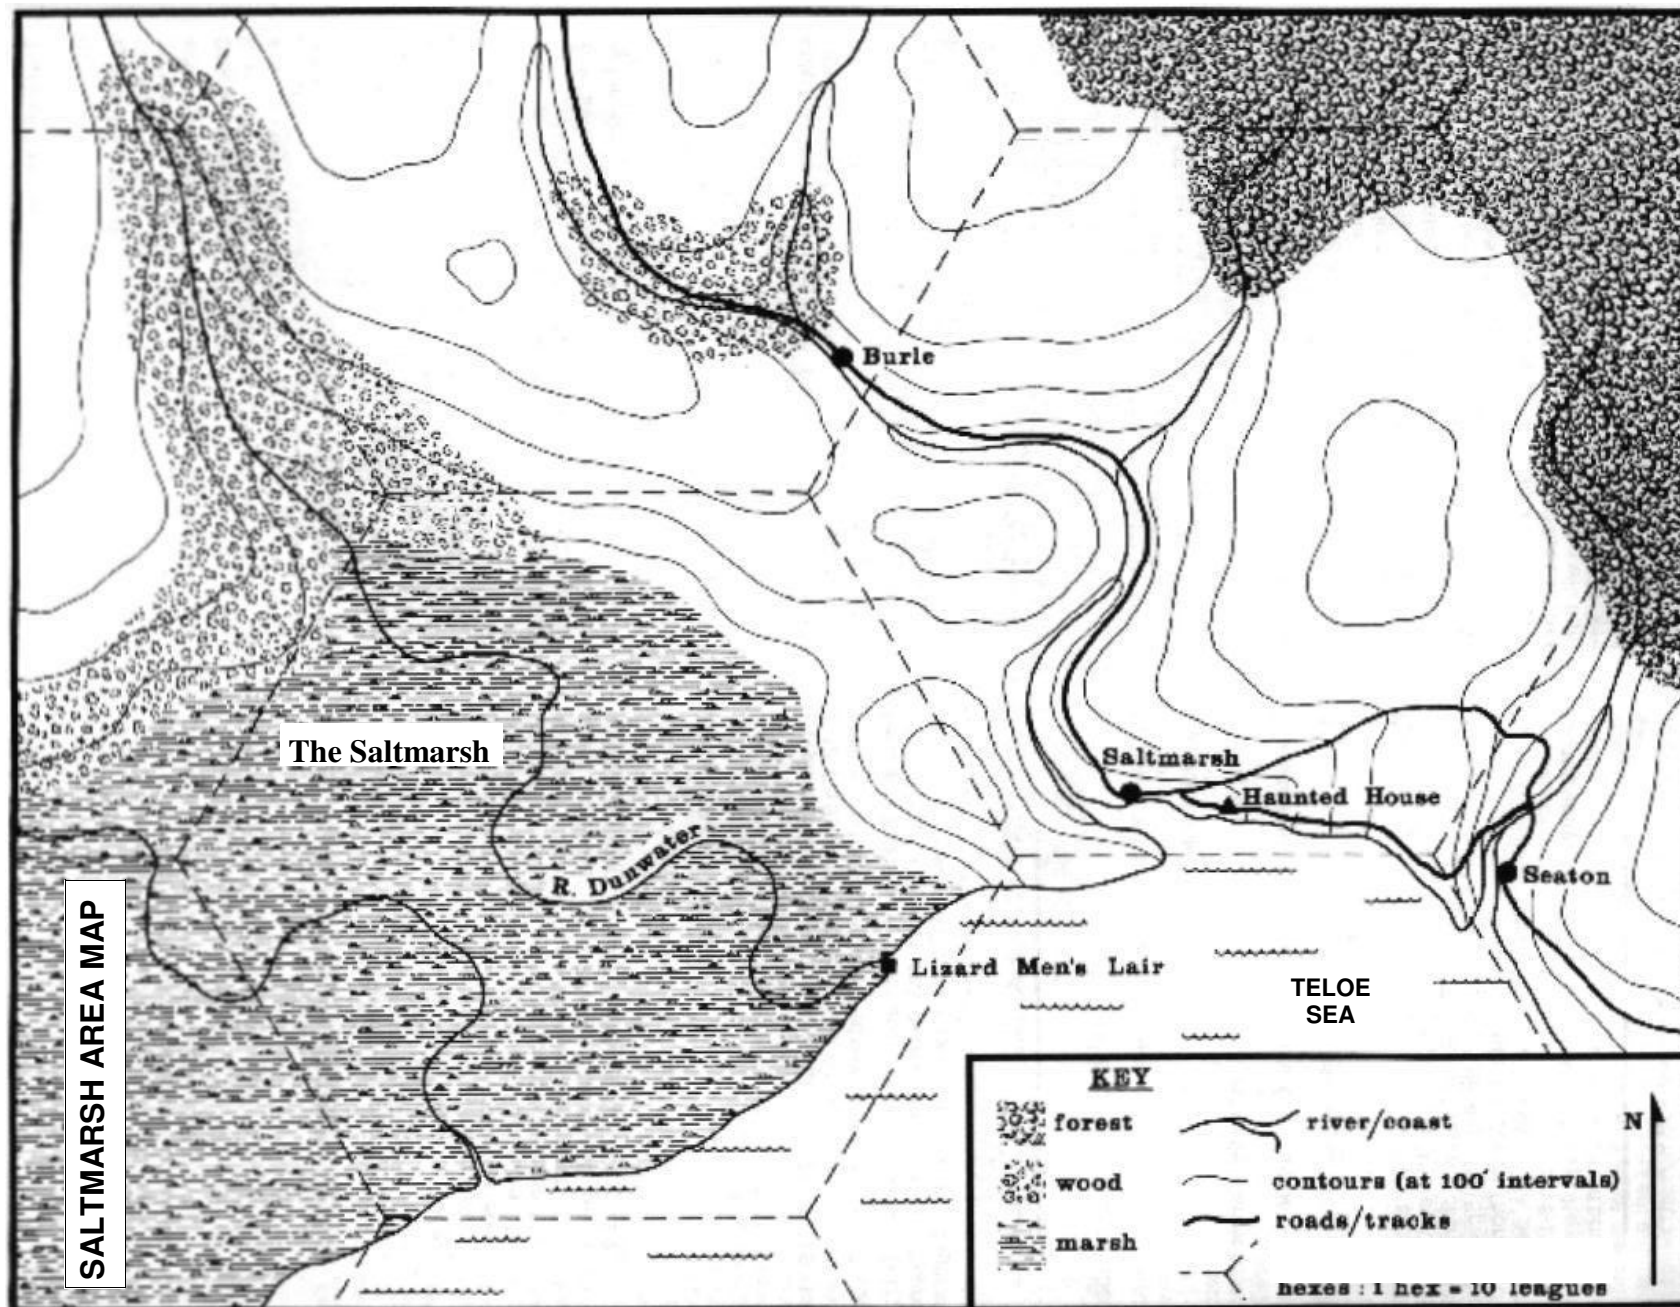 Burle
The Saltmarsh
Saltmarsh
Haunted House
R. Dunwater
Seaton
Lizard Men's Lair
TELOE
SEA
SALTMARSH AREA MAP
KEY
forest
river/coast
N
wood
contours (at 100' intervals)
roads/tracks
marsh
hexes : 1 hex = 10 leagues